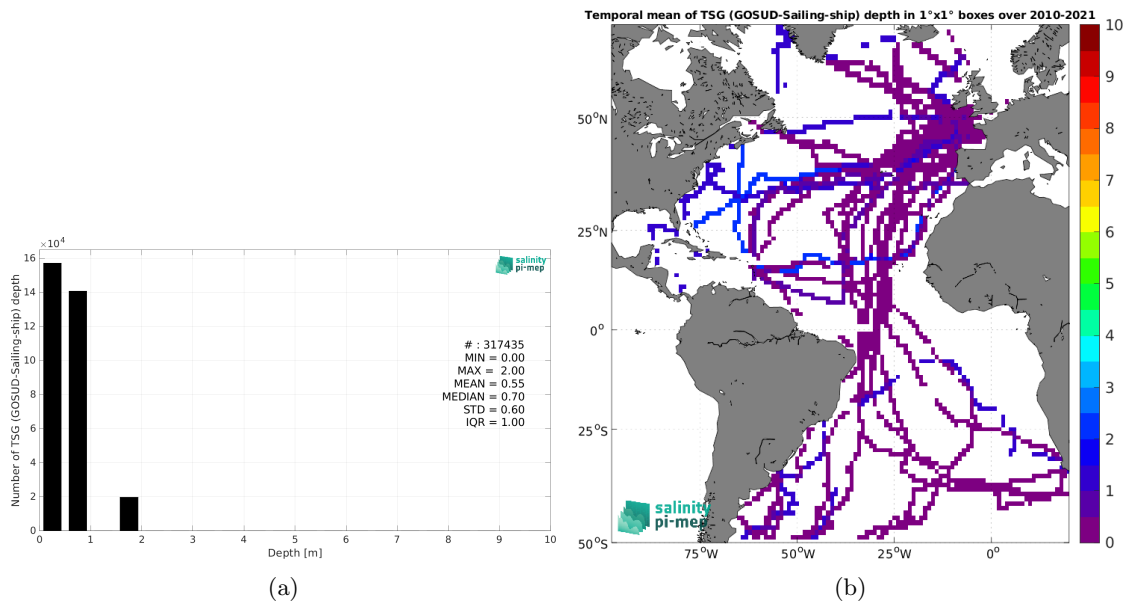 Temporal mean of TSG (GOSUD-Sailing-ship) depth in 1°x1° boxes over 2010-2021
×10⁴
16
14
12
10
8
6
4
2
0
Number of TSG (GOSUD-Sailing-ship) depth
salinity
pi-mep
# : 317435
MIN = 0.00
MAX = 2.00
MEAN = 0.55
MEDIAN = 0.70
STD = 0.60
IQR = 1.00
0 1 2 3 4 5 6 7 8 9 10
Depth [m]
(a)
50°N
25°N
0°
25°S
50°S
salinity
pi-mep
75°W 50°W 25°W 0°
10
9
8
7
6
5
4
3
2
1
0
(b)